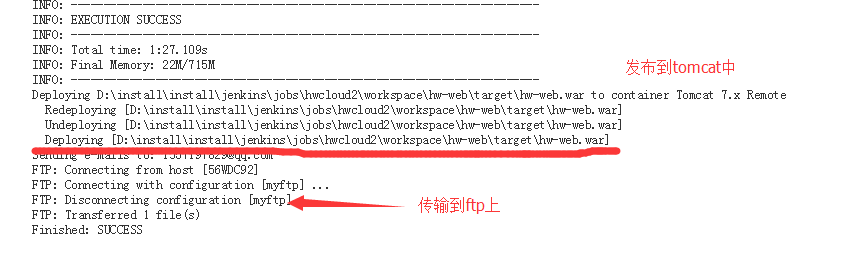 INFO: ------------------------------------------------------------------------
INFO: EXECUTION SUCCESS
INFO: ------------------------------------------------------------------------
INFO: Total time: 1:27.109s
INFO: Final Memory: 22M/715M
INFO: ------------------------------------------------------------------------
发布到tomcat中
Deploying D:\install\install\jenkins\jobs\hwcloud2\workspace\hw-web\target\hw-web.war to container Tomcat 7.x Remote
Redeploying [D:\install\install\jenkins\jobs\hwcloud2\workspace\hw-web\target\hw-web.war]
Undeploying [D:\install\install\jenkins\jobs\hwcloud2\workspace\hw-web\target\hw-web.war]
Deploying [D:\install\install\jenkins\jobs\hwcloud2\workspace\hw-web\target\hw-web.war]
Sending e-mails to:
FTP: Connecting from host [56WDC92]
FTP: Connecting with configuration [myftp] ...
FTP: Disconnecting configuration [myftp]
传输到ftp上
FTP: Transferred 1 file(s)
Finished: SUCCESS